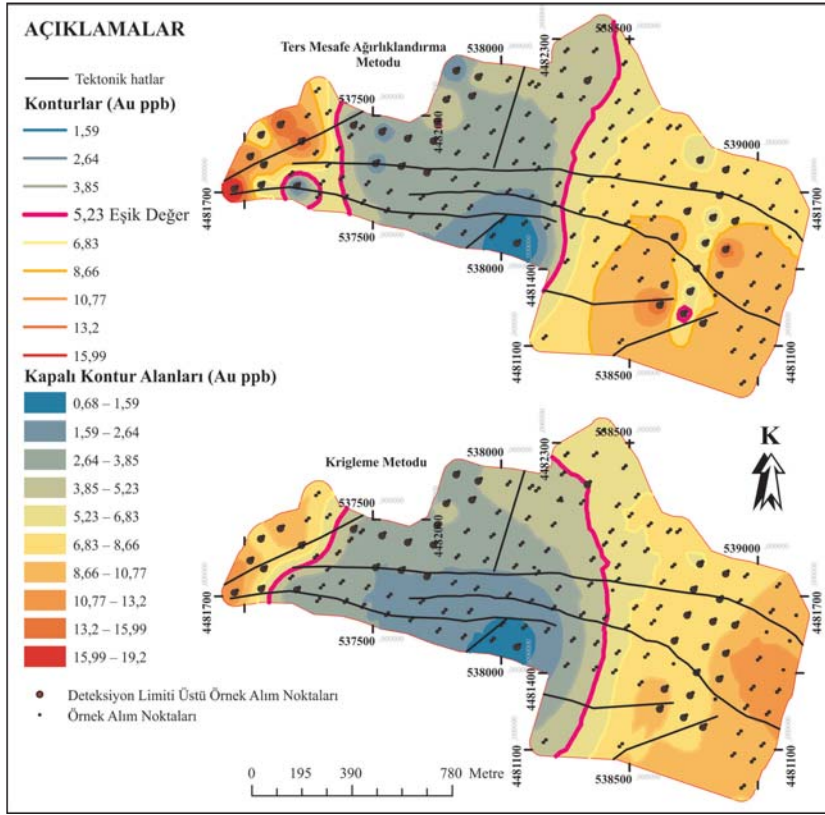 AÇIKLAMALAR
Tektonik hatlar
Konturlar (Au ppb)
1,59
2,64
3,85
5,23 Eşik Değer
6,83
8,66
10,77
13,2
15,99
Kapalı Kontur Alanları (Au ppb)
0,68 – 1,59
1,59 – 2,64
2,64 – 3,85
3,85 – 5,23
5,23 – 6,83
6,83 – 8,66
8,66 – 10,77
10,77 – 13,2
13,2 – 15,99
15,99 – 19,2
Deteksiyon Limiti Üstü Örnek Alım Noktaları
Örnek Alım Noktaları
Ters Mesafe Ağırlıklandırma
Metodu
538000
4482300
538500
537500
4482000
539000
4481700
4481700
537500
538000
4481400
4481100
538500
4481100
Krigleme Metodu
538000
4482300
538500
K
537500
4482000
539000
4481700
4481700
537500
538000
4481400
4481100
538500
4481100
0 195 390 780 Metre